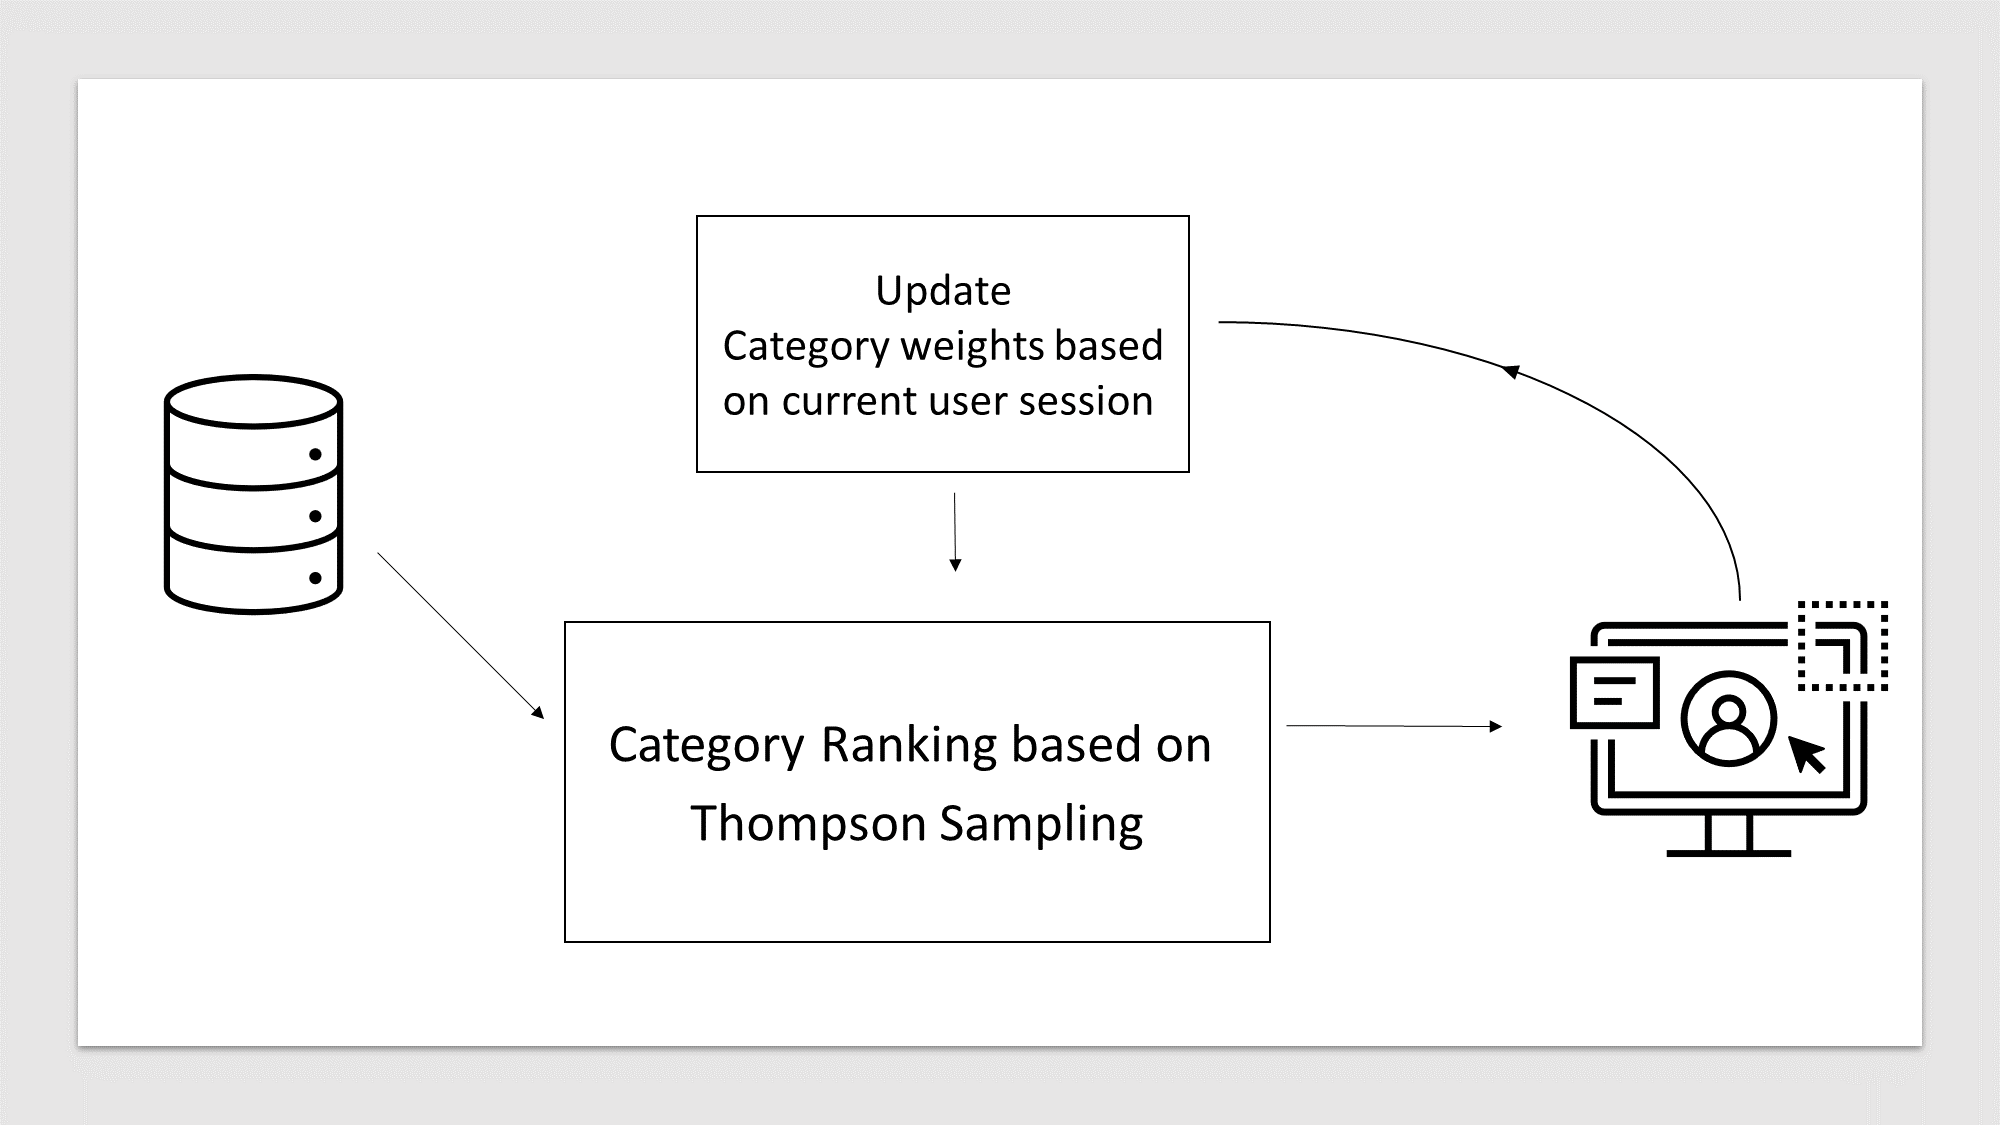 Update
Category weights based
on current user session
Category Ranking based on
Thompson Sampling